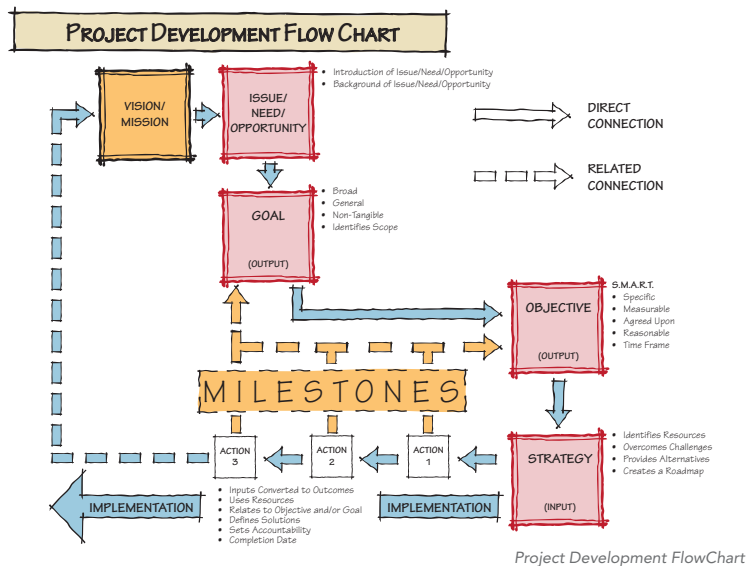 PROJECT DEVELOPMENT FLOW CHART
VISION/
MISSION
ISSUE/
NEED/
OPPORTUNITY
• Introduction of Issue/Need/Opportunity
• Background of Issue/Need/Opportunity
DIRECT
CONNECTION
RELATED
CONNECTION
GOAL
(OUTPUT)
• Broad
• General
• Non-Tangible
• Identifies Scope
OBJECTIVE
(OUTPUT)
S.M.A.R.T.
• Specific
• Measurable
• Agreed Upon
• Reasonable
• Time Frame
MILESTONES
ACTION
3
ACTION
2
ACTION
1
STRATEGY
(INPUT)
• Identifies Resources
• Overcomes Challenges
• Provides Alternatives
• Creates a Roadmap
IMPLEMENTATION
• Inputs Converted to Outcomes
• Uses Resources
• Relates to Objective and/or Goal
• Defines Solutions
• Sets Accountability
• Completion Date
IMPLEMENTATION
Project Development FlowChart